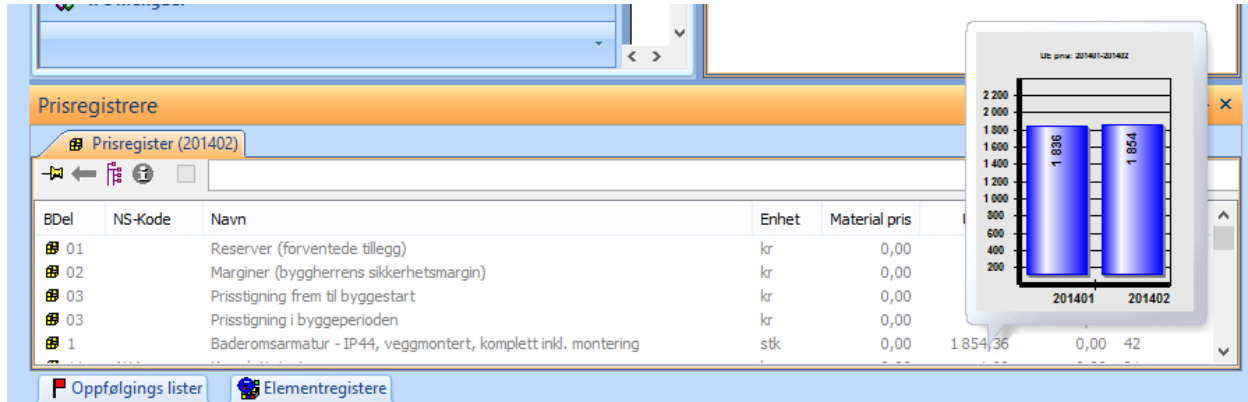 Prisregistrere
Prisregister (201402)
BDel NS-Kode Navn Enhet Material pris
01 Reserver (forventede tillegg) kr 0,00
02 Marginer (byggherrens sikkerhetsmargin) kr 0,00
03 Prisstigning frem til byggestart kr 0,00
03 Prisstigning i byggeperioden kr 0,00
1 Baderomsarmatur - IP44, veggmontert, komplett inkl. montering stk 0,00 1 854,36 0,00 42
UE pris: 201401-201402
2 200
2 000
1 800
1 600
1 400
1 200
1 000
800
600
400
200
1 836
1 854
201401 201402
Oppfølgings lister Elementregistere